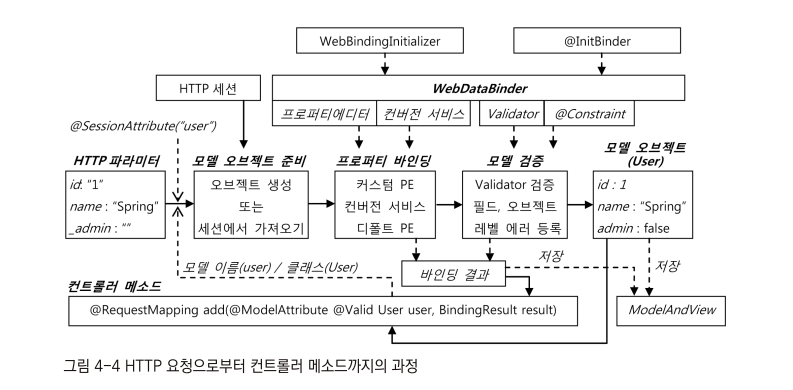 WebBindingInitializer
@InitBinder
HTTP 세션
WebDataBinder
프로퍼티에디터
컨버전 서비스
Validator
@Constraint
@SessionAttribute("user")
HTTP 파라미터
id: "1"
name : "Spring"
_admin : ""
모델 오브젝트 준비
오브젝트 생성
또는
세션에서 가져오기
프로퍼티 바인딩
커스텀 PE
컨버전 서비스
디폴트 PE
모델 검증
Validator 검증
필드, 오브젝트
레벨 에러 등록
모델 오브젝트
(User)
id : 1
name : "Spring"
admin : false
모델 이름(user) / 클래스(User)
바인딩 결과
저장
저장
컨트롤러 메소드
@RequestMapping add(@ModelAttribute @Valid User user, BindingResult result)
ModelAndView
그림 4-4 HTTP 요청으로부터 컨트롤러 메소드까지의 과정